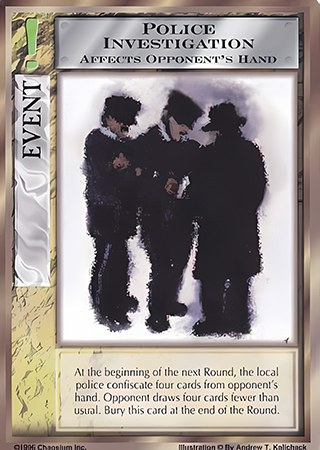 POLICE
INVESTIGATION
AFFECTS OPPONENT'S HAND
EVENT!
At the beginning of the next Round, the local
police confiscate four cards from opponent's
hand. Opponent draws four cards fewer than
usual. Bury this card at the end of the Round.
©1996 Chaosium Inc.
Illustration © By Andrew T. Kallchack